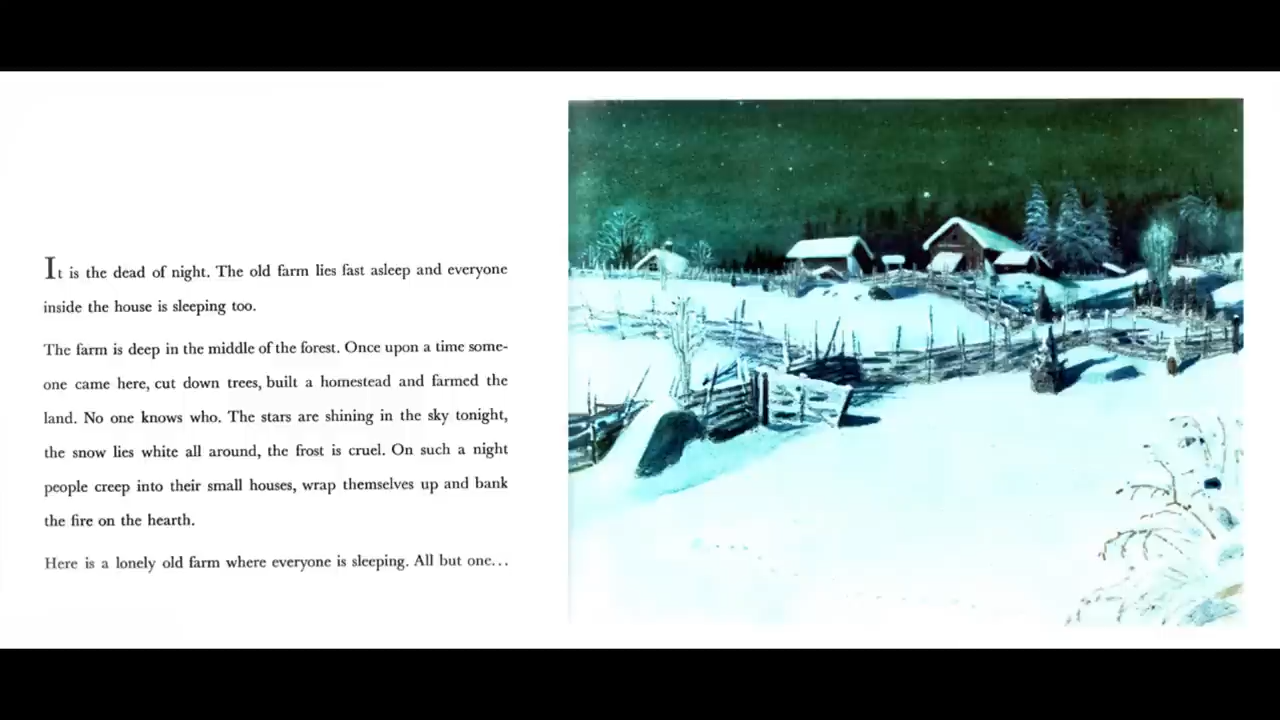 It is the dead of night. The old farm lies fast asleep and everyone
inside the house is sleeping too.
The farm is deep in the middle of the forest. Once upon a time some-
one came here, cut down trees, built a homestead and farmed the
land. No one knows who. The stars are shining in the sky tonight,
the snow lies white all around, the frost is cruel. On such a night
people creep into their small houses, wrap themselves up and bank
the fire on the hearth.
Here is a lonely old farm where everyone is sleeping. All but one...